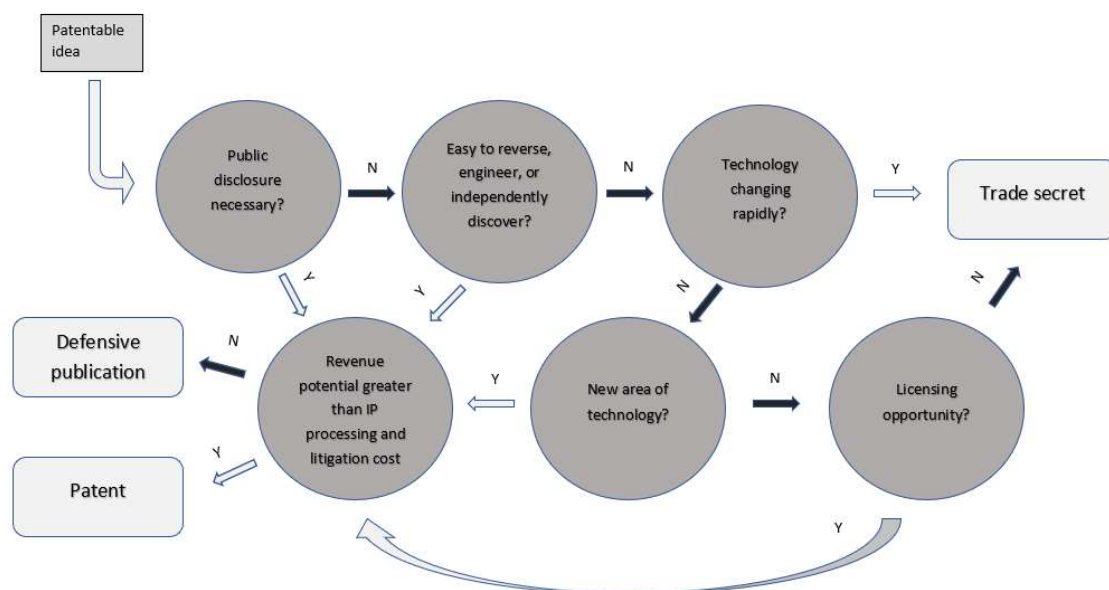 Patentable
idea
Public
disclosure
necessary?
N
Easy to reverse,
engineer, or
independently
discover?
N
Technology
changing
rapidly?
Y
Trade secret
Y
Y
N
N
Defensive
publication
N
Revenue
potential greater
than IP
processing and
litigation cost
Y
New area of
technology?
N
Licensing
opportunity?
Y
Patent
Y